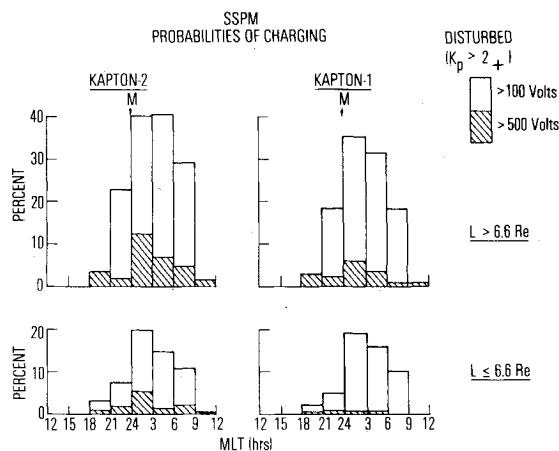 SSPM
PROBABILITIES OF CHARGING
DISTURBED
(Kp > 2+)
>100 Volts
>500 Volts
KAPTON-2
M
KAPTON-1
M
40
30
20
10
0
PERCENT
L > 6.6 Re
20
10
0
PERCENT
L ≤ 6.6 Re
12 15 18 21 24 3 6 9 12
12 15 18 21 24 3 6 9 12
MLT (hrs)